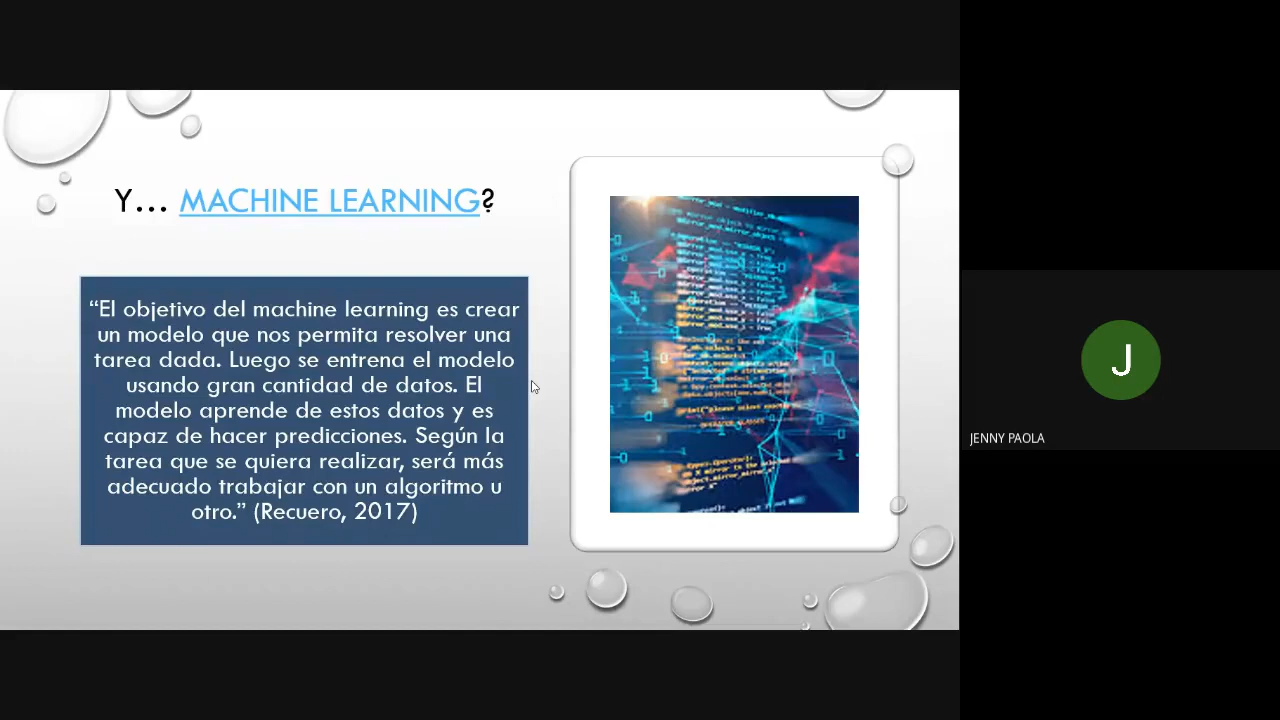 Y... MACHINE LEARNING?
“El objetivo del machine learning es crear
un modelo que nos permita resolver una
tarea dada. Luego se entrena el modelo
usando gran cantidad de datos. El
modelo aprende de estos datos y es
capaz de hacer predicciones. Según la
tarea que se quiera realizar, será más
adecuado trabajar con un algoritmo u
otro.” (Recuero, 2017)
J
JENNY PAOLA